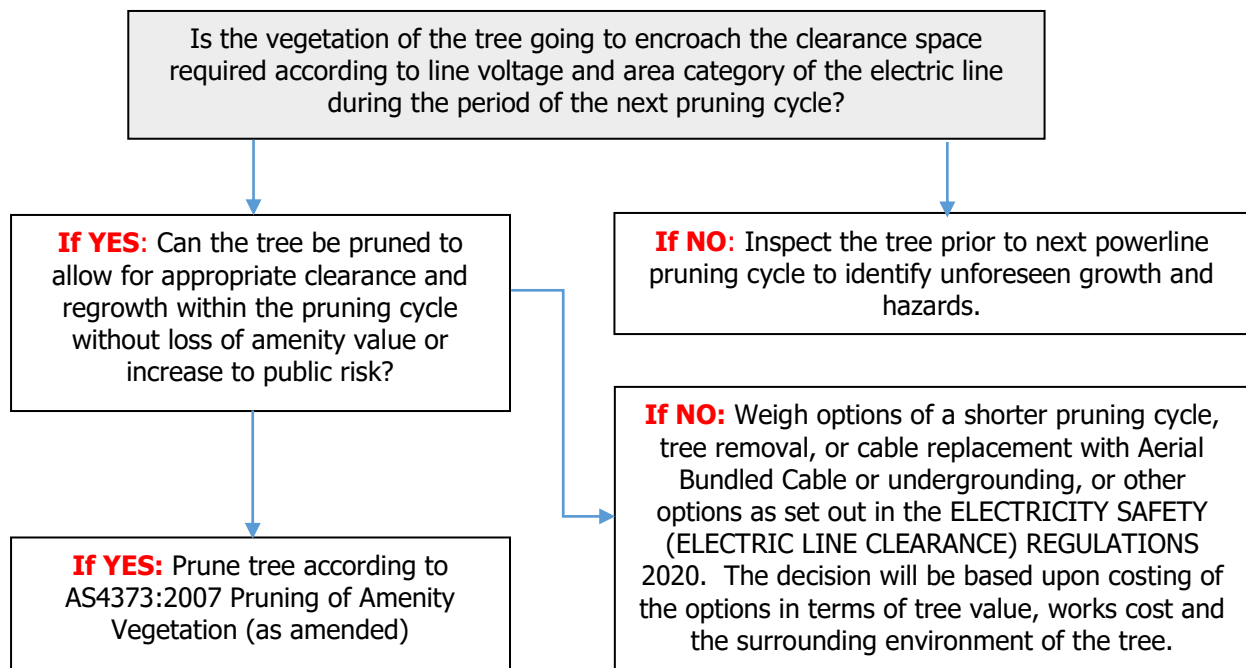 Is the vegetation of the tree going to encroach the clearance space
required according to line voltage and area category of the electric line
during the period of the next pruning cycle?
If YES: Can the tree be pruned to
allow for appropriate clearance and
regrowth within the pruning cycle
without loss of amenity value or
increase to public risk?
If NO: Inspect the tree prior to next powerline
pruning cycle to identify unforeseen growth and
hazards.
If YES: Prune tree according to
AS4373:2007 Pruning of Amenity
Vegetation (as amended)
If NO: Weigh options of a shorter pruning cycle,
tree removal, or cable replacement with Aerial
Bundled Cable or undergrounding, or other
options as set out in the ELECTRICITY SAFETY
(ELECTRIC LINE CLEARANCE) REGULATIONS
2020.  The decision will be based upon costing of
the options in terms of tree value, works cost and
the surrounding environment of the tree.